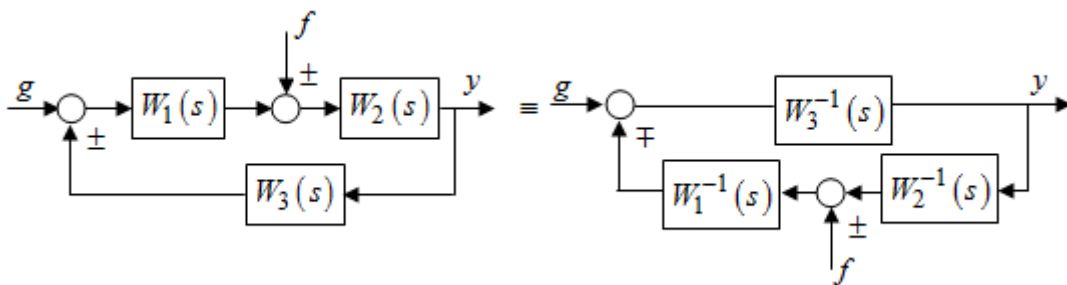 f
±
g
W₁(s)
W₂(s)
y
±
W₃(s)
≡
g
W₃⁻¹(s)
y
∓
W₁⁻¹(s)
W₂⁻¹(s)
±
f